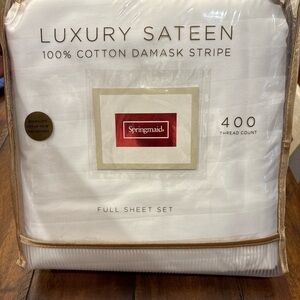 LUXURY SATEEN
100% COTTON DAMASK STRIPE
Springmaid®
400
THREAD COUNT
FULL SHEET SET